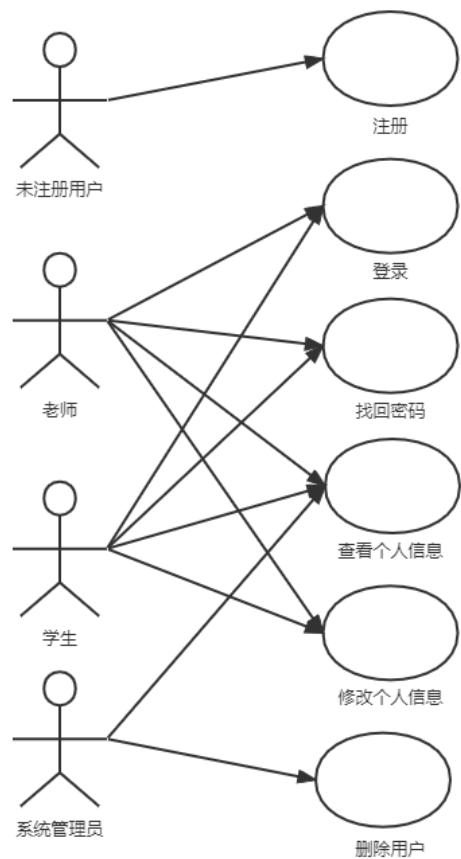 注册
未注册用户
登录
老师
找回密码
查看个人信息
学生
修改个人信息
系统管理员
删除用户